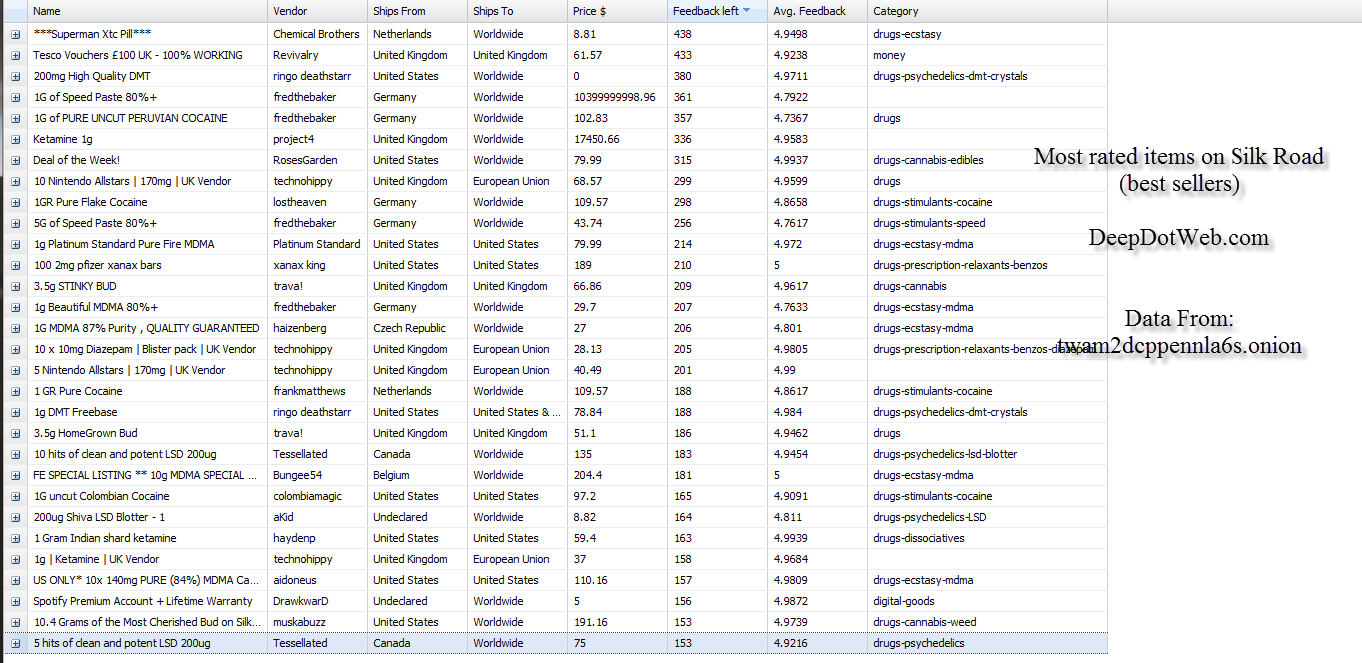 Name Vendor Ships From Ships To Price $ Feedback left Avg. Feedback Category
***Superman Xtc Pill*** Chemical Brothers Netherlands Worldwide 8.81 438 4.9498 drugs-ecstasy
Tesco Vouchers £100 UK - 100% WORKING Revivalry United Kingdom United Kingdom 61.57 433 4.9238 money
200mg High Quality DMT ringo deathstarr United States Worldwide 0 380 4.9711 drugs-psychedelics-dmt-crystals
1G of Speed Paste 80%+ fredthebaker Germany Worldwide 10399999998.96 361 4.7922
1G of PURE UNCUT PERUVIAN COCAINE fredthebaker Germany Worldwide 102.83 357 4.7367 drugs
Ketamine 1g project4 United Kingdom Worldwide 17450.66 336 4.9583
Deal of the Week! RosesGarden United States Worldwide 79.99 315 4.9937 drugs-cannabis-edibles
10 Nintendo Allstars | 170mg | UK Vendor technohippy United Kingdom European Union 68.57 299 4.9599 drugs
1GR Pure Flake Cocaine lostheaven United States Worldwide 109.57 298 4.8658 drugs-stimulants-cocaine
5G of Speed Paste 80%+ fredthebaker Germany Worldwide 43.74 256 4.7617 drugs-stimulants-speed
1g Platinum Standard Pure Fire MDMA Platinum Standard United States United States 79.99 214 4.972 drugs-ecstasy-mdma
100 2mg pfizer xanax bars xanax king United States United States 189 210 5 drugs-prescription-relaxants-benzos
3.5g STINKY BUD trava! United Kingdom United Kingdom 66.86 209 4.9617 drugs-cannabis
1g Beautiful MDMA 80%+ fredthebaker Germany Worldwide 29.7 207 4.7633 drugs-ecstasy-mdma
1G MDMA 87% Purity , QUALITY GUARANTEED haizenberg Czech Republic Worldwide 27 206 4.801 drugs-ecstasy-mdma
10 x 10mg Diazepam | Blister pack | UK Vendor technohippy United Kingdom European Union 28.13 205 4.9805 drugs-prescription-relaxants-benzos-diazepam
5 Nintendo Allstars | 170mg | UK Vendor technohippy United Kingdom European Union 40.49 201 4.99
1 GR Pure Cocaine frankmatthews Netherlands Worldwide 109.57 188 4.8617 drugs-stimulants-cocaine
1g DMT Freebase ringo deathstarr United States United States & ... 78.84 188 4.984 drugs-psychedelics-dmt-crystals
3.5g HomeGrown Bud trava! United Kingdom United Kingdom 51.1 186 4.9462 drugs
10 hits of clean and potent LSD 200ug Tessellated Canada Worldwide 135 183 4.9454 drugs-psychedelics-lsd-blotter
FE SPECIAL LISTING ** 10g MDMA SPECIAL ... Bungee54 Belgium Worldwide 204.4 181 5 drugs-ecstasy-mdma
1G uncut Colombian Cocaine colombiamagic United States United States 97.2 165 4.9091 drugs-stimulants-cocaine
200ug Shiva LSD Blotter - 1 aKid Undeclared Worldwide 8.82 164 4.811 drugs-psychedelics-LSD
1 Gram Indian shard ketamine haydenp United States United States 59.4 163 4.9939 drugs-dissociatives
1g | Ketamine | UK Vendor technohippy United Kingdom European Union 37 158 4.9684
US ONLY* 10x 140mg PURE (84%) MDMA Ca... aidoneus United States United States 110.16 157 4.9809 drugs-ecstasy-mdma
Spotify Premium Account + Lifetime Warranty DrawkwarD Undeclared Worldwide 5 156 4.9872 digital-goods
10.4 Grams of the Most Cherished Bud on Silk... muskabuzz United States United States 191.16 153 4.9739 drugs-cannabis-weed
5 hits of clean and potent LSD 200ug Tessellated Canada Worldwide 75 153 4.9216 drugs-psychedelics
Most rated items on Silk Road
(best sellers)
DeepDotWeb.com
Data From:
twam2dcppennla6s.onion